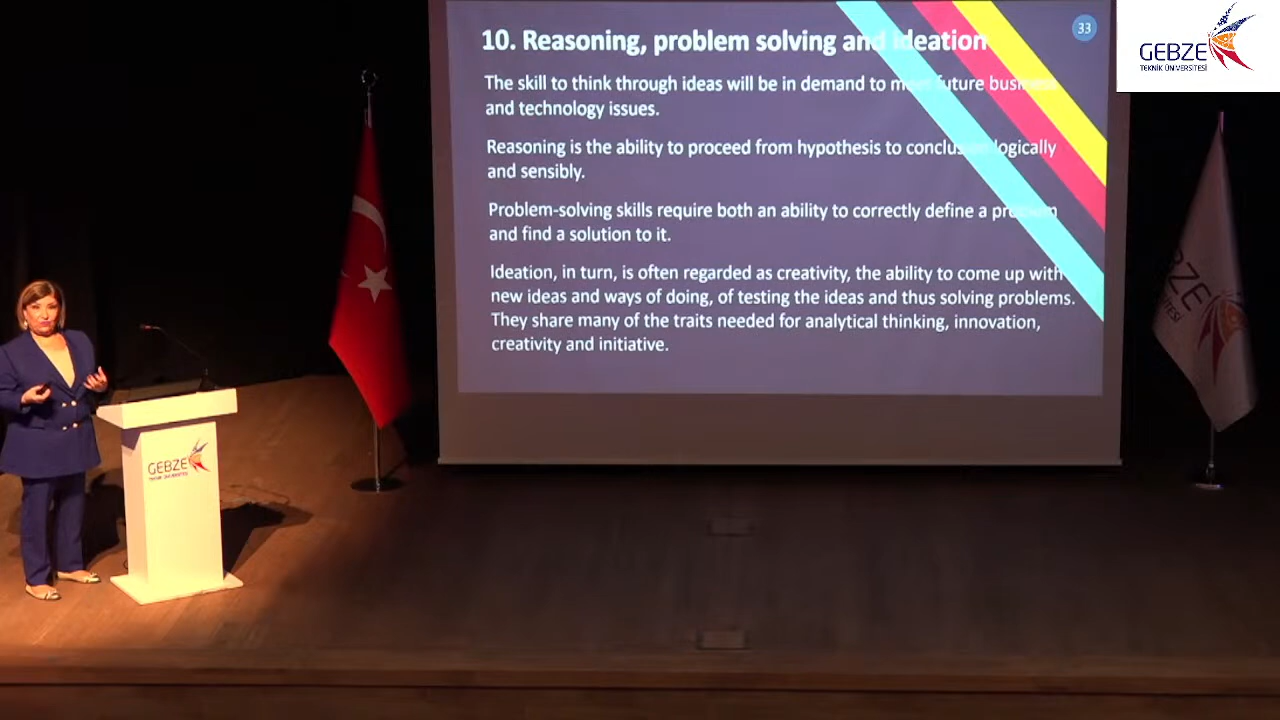 10. Reasoning, problem solving and Ideation
33
The skill to think through ideas will be in demand to meet future business
and technology issues.
Reasoning is the ability to proceed from hypothesis to conclusion logically
and sensibly.
Problem-solving skills require both an ability to correctly define a problem
and find a solution to it.
Ideation, in turn, is often regarded as creativity, the ability to come up with
new ideas and ways of doing, of testing the ideas and thus solving problems.
They share many of the traits needed for analytical thinking, innovation,
creativity and initiative.
GEBZE
TEKNİK ÜNİVERSİTESİ
GEBZE
TEKNİK ÜNİVERSİTESİ
GEBZE